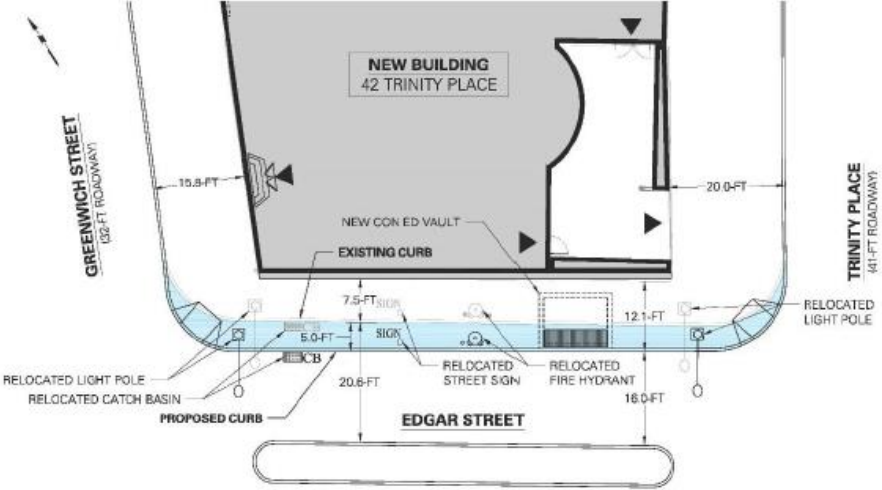 NEW BUILDING
42 TRINITY PLACE
GREENWICH STREET
(32-FT ROADWAY)
15.8-FT
20.0-FT
TRINITY PLACE
(41-FT ROADWAY)
NEW CON ED VAULT
EXISTING CURB
7.5-FT
SIGN
12.1-FT
RELOCATED
LIGHT POLE
CB
5.0-FT
SIGN
CB
RELOCATED LIGHT POLE
RELOCATED CATCH BASIN
PROPOSED CURB
20.6-FT
RELOCATED
STREET SIGN
RELOCATED
FIRE HYDRANT
16.0-FT
EDGAR STREET